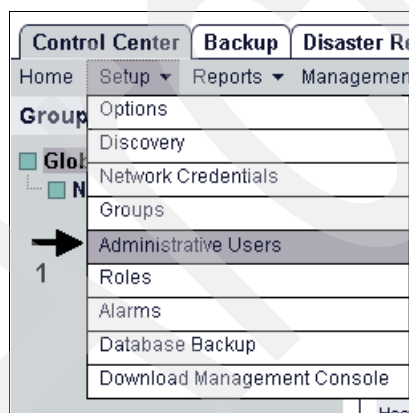 Control Center Backup Disaster Re
Home Setup Reports Managemen
Group Options
Discovery
Glob
Network Credentials
N
Groups
Administrative Users
1 Roles
Alarms
Database Backup
Download Management Console